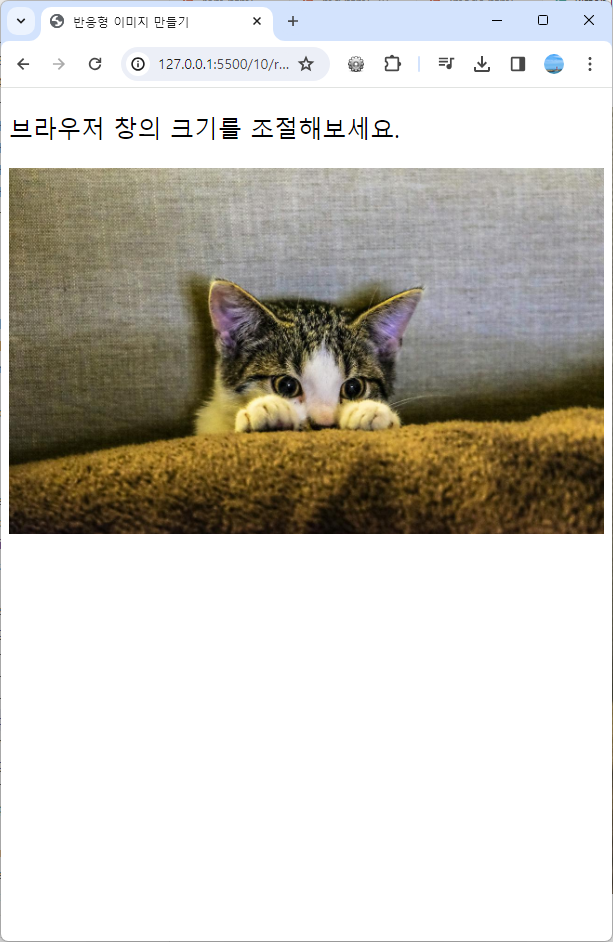 반응형 이미지 만들기
127.0.0.1:5500/10/r...
브라우저 창의 크기를 조절해보세요.